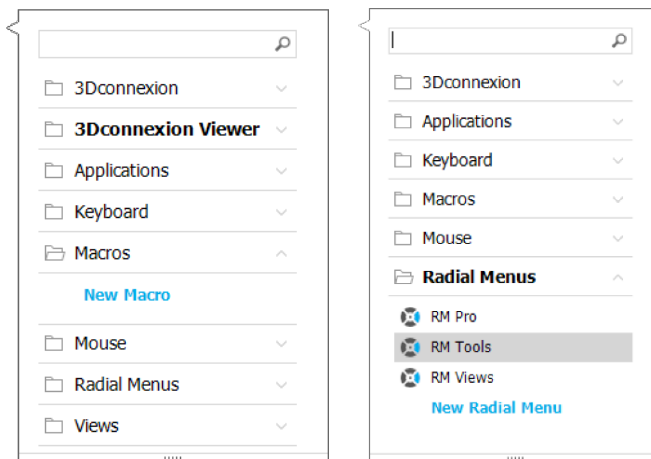 3Dconnexion
3Dconnexion Viewer
Applications
Keyboard
Macros
New Macro
Mouse
Radial Menus
Views
3Dconnexion
Applications
Keyboard
Macros
Mouse
Radial Menus
RM Pro
RM Tools
RM Views
New Radial Menu